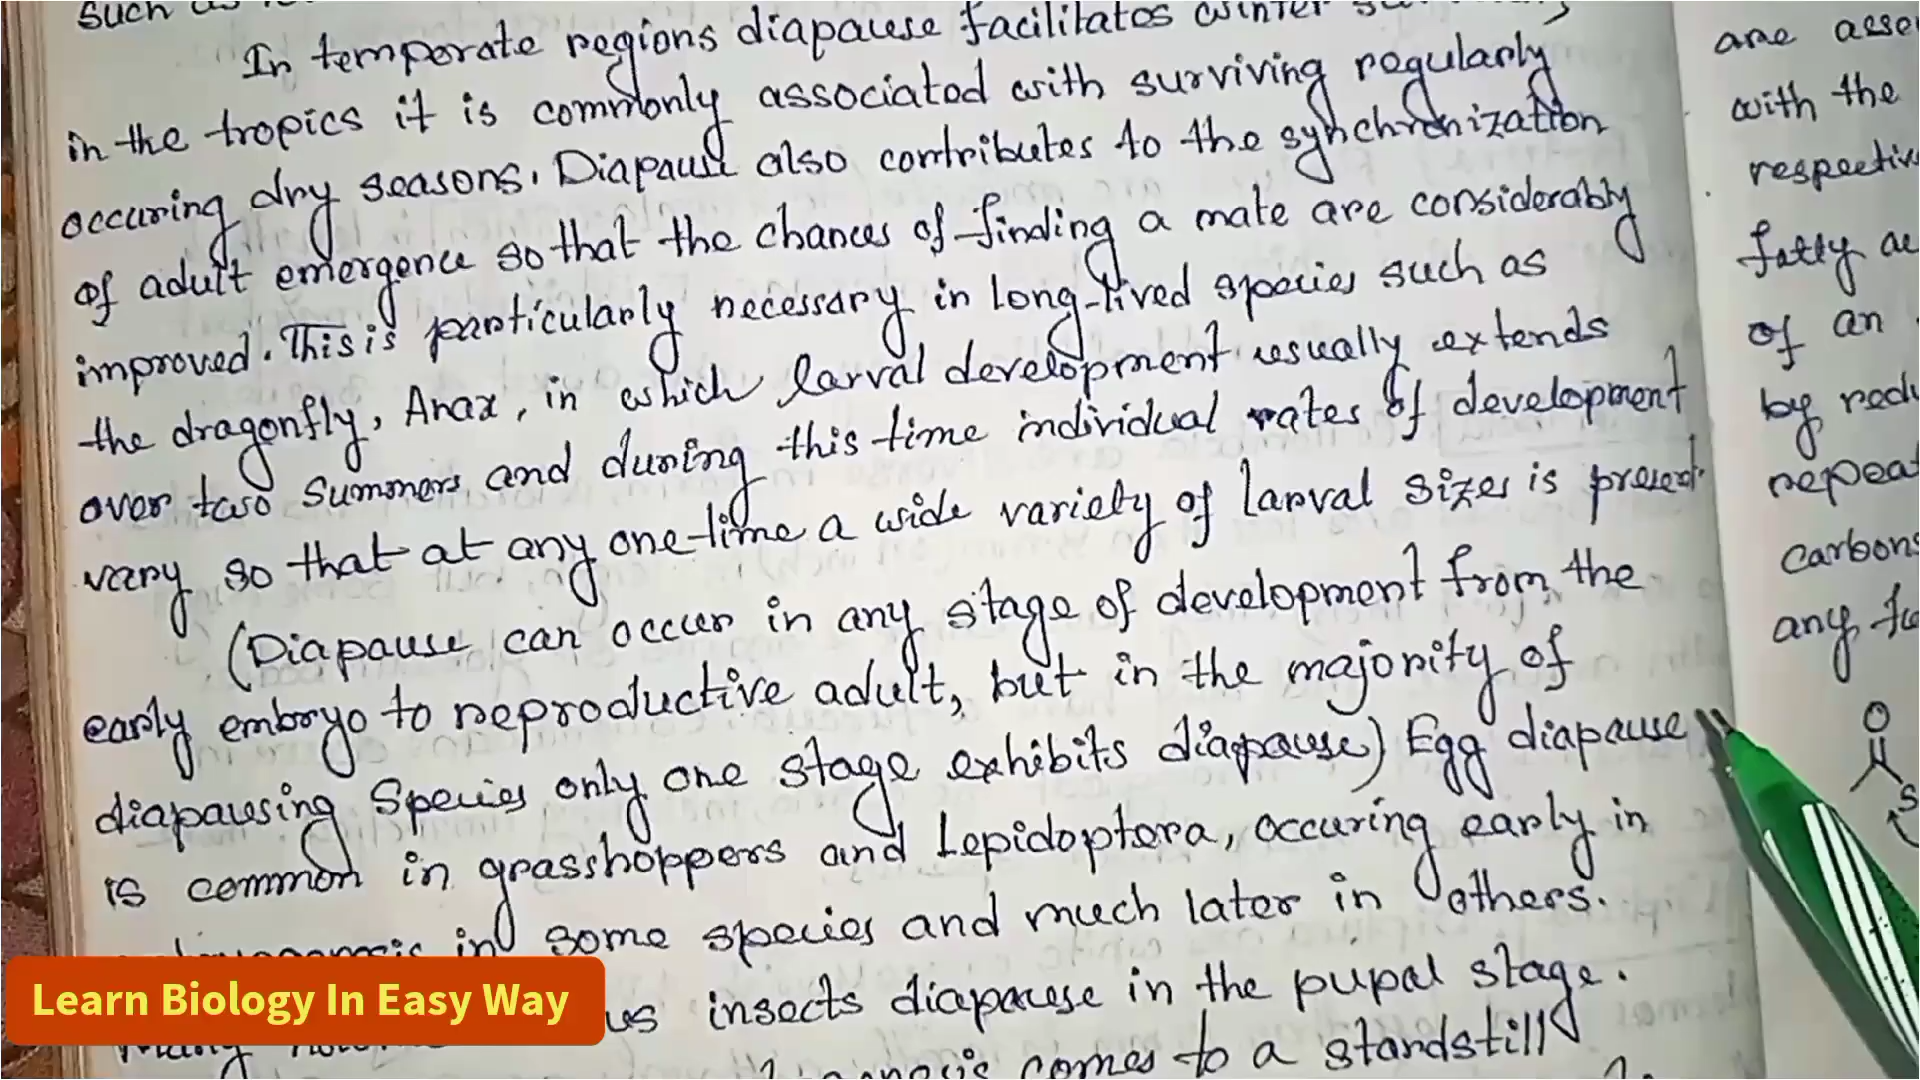 such as
In temperate regions diapause facilitates winter
in the tropics it is commonly associated with surviving regularly
occuring dry seasons. Diapause also contributes to the synchronization
of adult emergence so that the chances of finding a mate are considerably
improved. This is particularly necessary in long-lived species such as
the dragonfly, Anax, in which larval development usually extends
over two summers and during this time individual rates of development
vary so that at any one time a wide variety of larval sizes is present.
(Diapause can occur in any stage of development from the
early embryo to reproductive adult, but in the majority of
diapausing species only one stage exhibits diapause) Egg diapause
is common in grasshoppers and Lepidoptera, occuring early in
in some species and much later in others.
insects diapause in the pupal stage.
comes to a standstill
are
with the
fatty
of an
by
any
O
S
Learn Biology In Easy Way